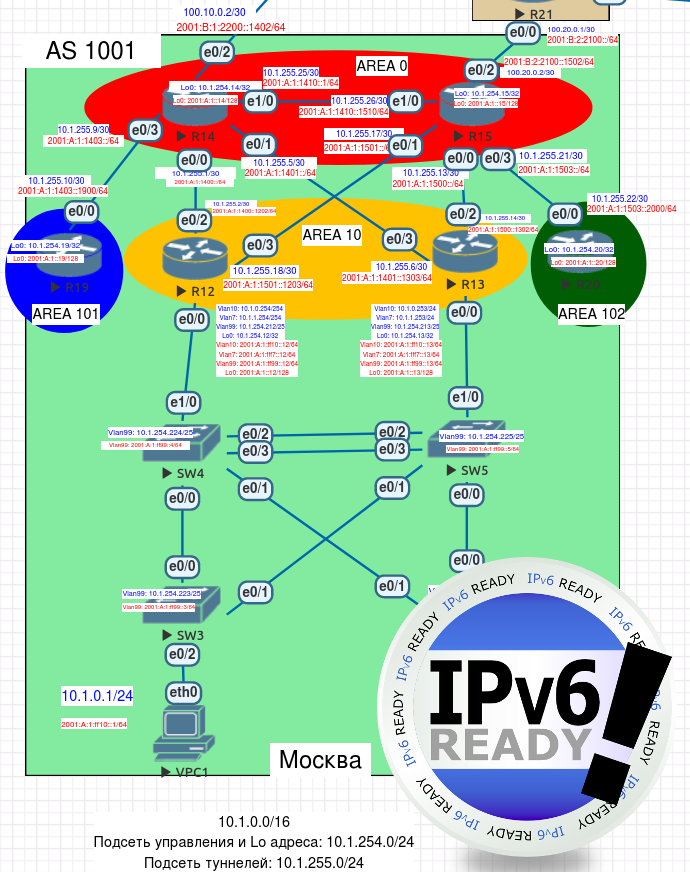 100.10.0.2/30
2001:B:1:2200::1402/64
R21
e0/0
100.20.0.1/30
2001:B:2:2100::/64
AS 1001
e0/2
AREA 0
2001:B:2:2100::1502/64
e0/2
100.20.0.2/30
10.1.255.25/30
2001:A:1:1410::1/64
Lo0: 10.1.254.14/32
Lo0: 2001:A:1::14/128
e1/0
10.1.255.26/30
2001:A:1:1410::1510/64
e1/0
Lo0: 10.1.254.15/32
Lo0: 2001:A:1::15/128
10.1.255.9/30
2001:A:1:1403::/64
e0/3
R14
e0/1
10.1.255.17/30
2001:A:1:1501::/
e0/1
R15
e0/0
10.1.255.5/30
2001:A:1:1401::/64
10.1.255.13/30
2001:A:1:1500::/64
e0/0
e0/3
10.1.255.21/30
2001:A:1:1503::/64
10.1.255.10/30
2001:A:1:1403:1900/64
10.1.255.1/30
2001:A:1:1400::/64
e0/0
e0/2
10.1.255.2/30
2001:A:1:1400::1202/64
e0/2
10.1.255.14/30
2001:A:1:1500::1302/64
e0/0
10.1.255.22/30
2001:A:1:1503::2000/64
Lo0: 10.1.254.19/32
Lo0: 2001:A:1::19/128
R19
AREA 101
e0/3
AREA 10
e0/3
R12
10.1.255.18/30
2001:A:1:1501::1203/64
10.1.255.6/30
2001:A:1:1401::1303/64
R13
Lo0: 10.1.254.20/32
Lo0: 2001:A:1::20/128
AREA 102
e0/0
Vlan10: 10.1.0.254/254
Vlan7: 10.1.1.254/254
Vlan99: 10.1.254.212/25
Lo0: 10.1.254.12/32
Vlan10: 2001:A:1:ff10::12/64
Vlan7: 2001:A:1:ff7::12/64
Vlan99: 2001:A:1:ff99::12/64
Lo0: 2001:A:1::12/128
Vlan10: 10.1.0.253/24
Vlan7: 10.1.1.253/24
Vlan99: 10.1.254.213/25
Lo0: 10.1.254.13/32
Vlan10: 2001:A:1:ff10::13/64
Vlan7: 2001:A:1:ff7::13/64
Vlan99: 2001:A:1:ff99::13/64
Lo0: 2001:A:1::13/128
e0/0
e1/0
e1/0
Vlan99: 10.1.254.224/25
Vlan99: 2001:A:1:ff99::4/64
e0/2
e0/3
e0/2
e0/3
Vlan99: 10.1.254.225/25
Vlan99: 2001:A:1:ff99::5/64
SW4
SW5
e0/0
e0/1
e0/1
e0/0
e0/0
e0/0
Vlan99: 10.1.254.223/25
Vlan99: 2001:A:1:ff99::3/64
e0/1
e0/1
SW3
e0/2
eth0
10.1.0.1/24
2001:A:1:ff10::1/64
VPC1
Москва
IPv6 READY IPv6 READY IPv6 READY IPv6 READY IPv6 READY IPv6 READY IPv6 READY
IPv6
READY
!
10.1.0.0/16
Подсеть управления и Lo адреса: 10.1.254.0/24
Подсеть туннелей: 10.1.255.0/24